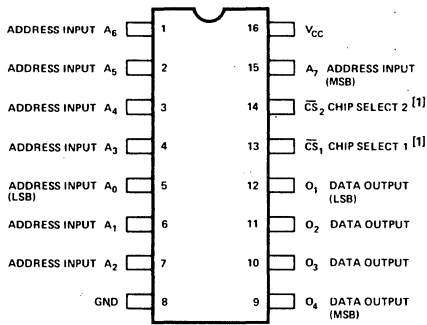 ADDRESS INPUT A6 1 16 VCC
ADDRESS INPUT A5 2 15 A7 ADDRESS INPUT
(MSB)
ADDRESS INPUT A4 3 14 C̅S̅2 CHIP SELECT 2 [1]
ADDRESS INPUT A3 4 13 C̅S̅1 CHIP SELECT 1 [1]
ADDRESS INPUT A0 5 12 O1 DATA OUTPUT
(LSB) (LSB)
ADDRESS INPUT A1 6 11 O2 DATA OUTPUT
ADDRESS INPUT A2 7 10 O3 DATA OUTPUT
GND 8 9 O4 DATA OUTPUT
(MSB)